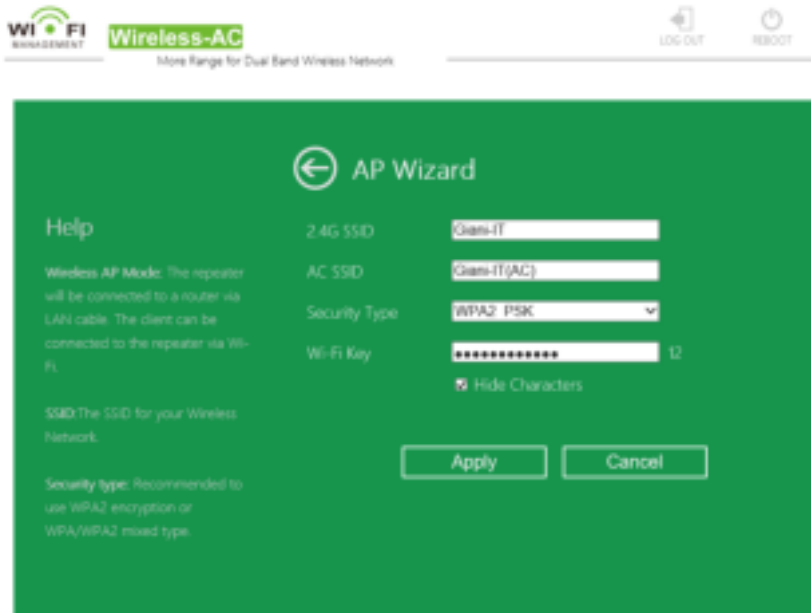 WI FI
MANAGEMENT
Wireless-AC
More Range for Dual Band Wireless Network
LOG OUT
REBOOT
AP Wizard
Help
Wireless AP Mode: The repeater
will be connected to a router via
LAN cable. The client can be
connected to the repeater via Wi-
Fi.
SSID:The SSID for your Wireless
Network.
Security type: Recommended to
use WPA2 encryption or
WPA/WPA2 mixed type.
2.4G SSID
Giani-IT
AC SSID
Giani-IT(AC)
Security Type
WPA2 PSK
Wi-Fi Key
••••••••••••
12
Hide Characters
Apply
Cancel